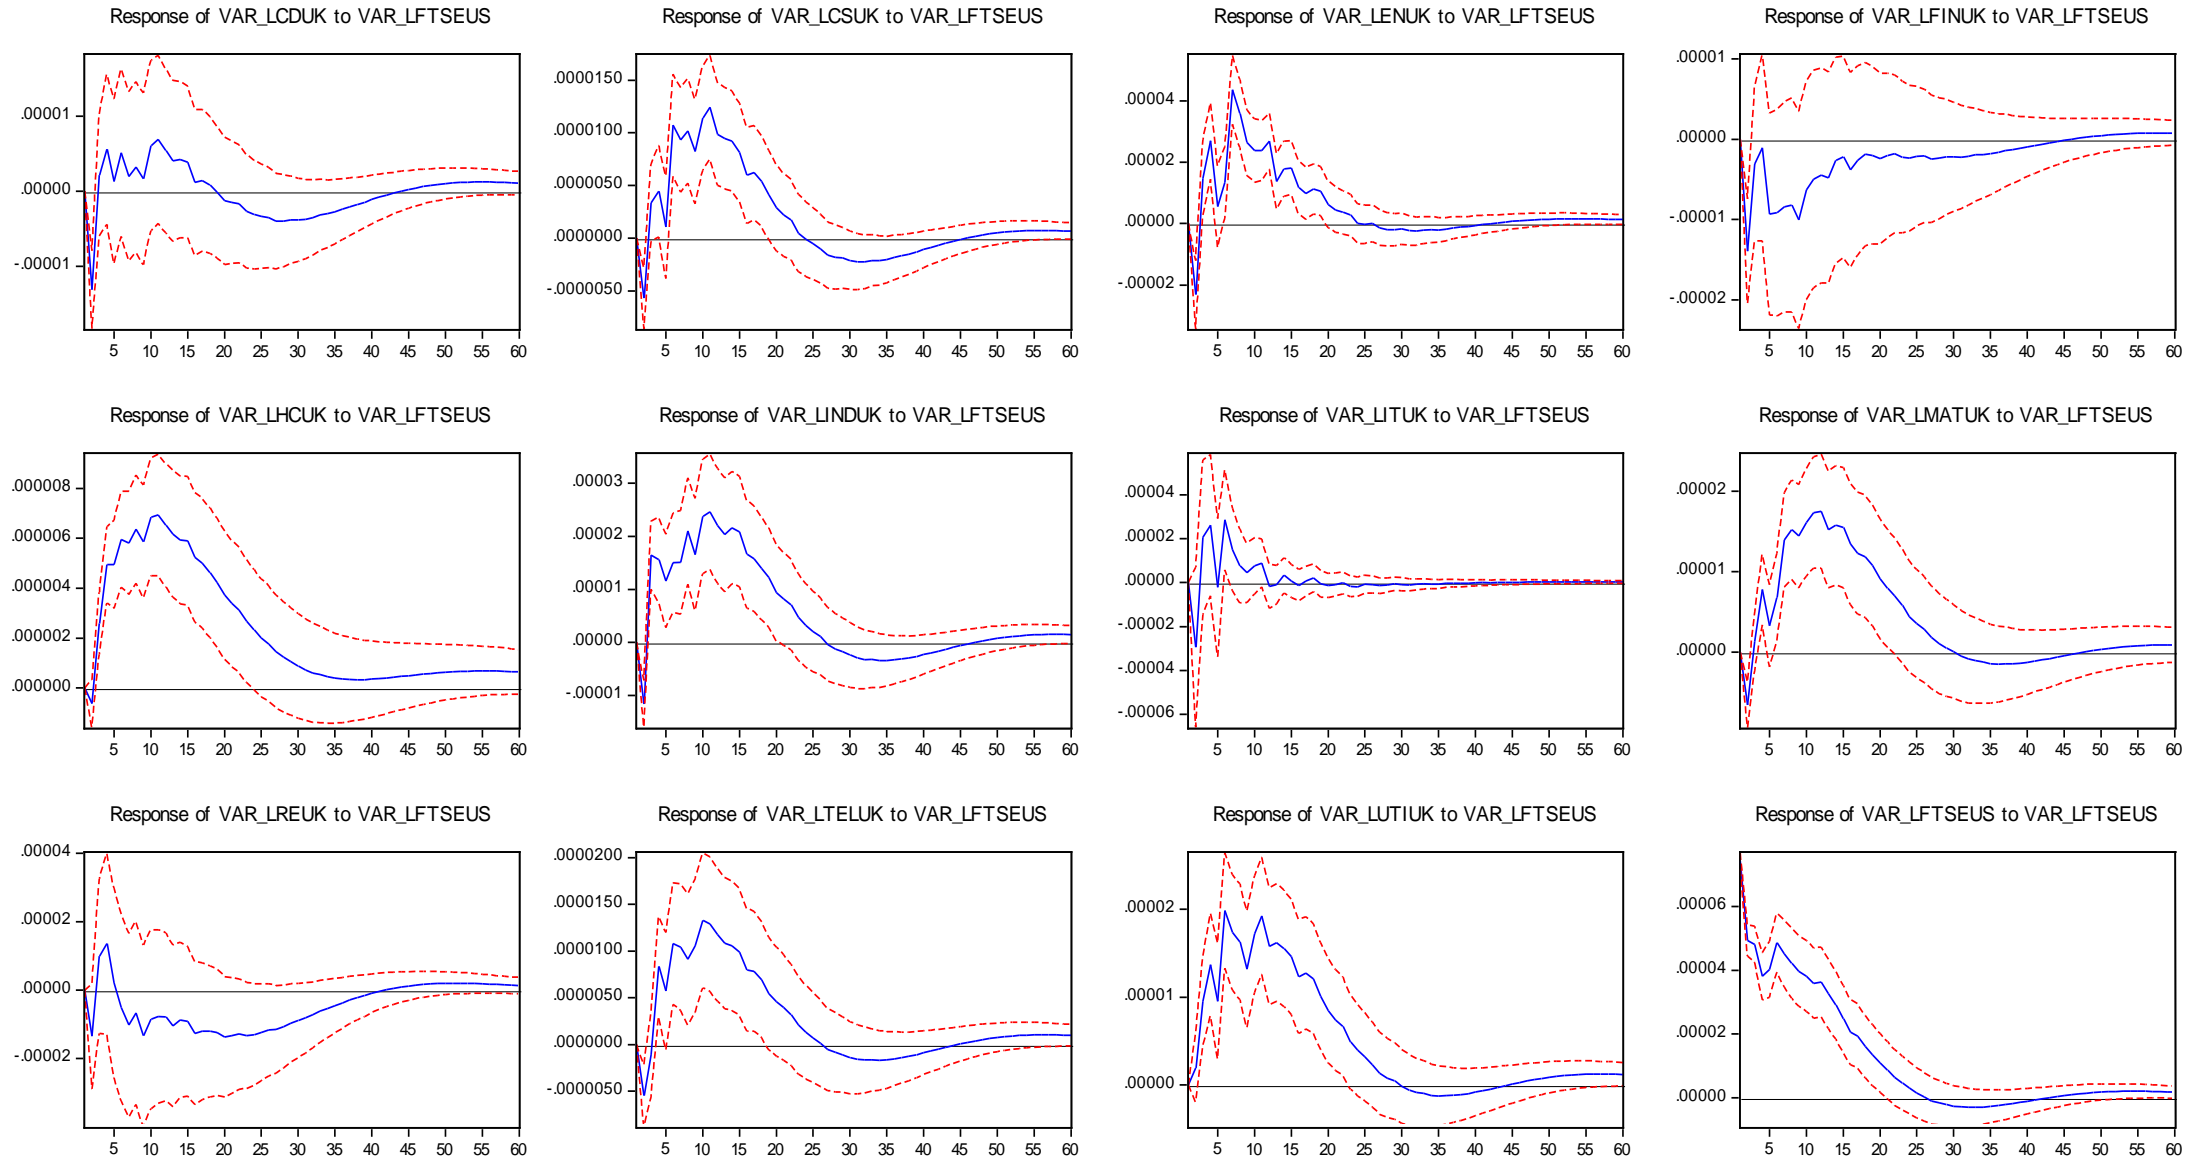 Response of VAR_LCDUK to VAR_LFTSEUS
.00001
.00000
-.00001
5 10 15 20 25 30 35 40 45 50 55 60
Response of VAR_LCSUK to VAR_LFTSEUS
.0000150
.0000100
.0000050
.0000000
-.0000050
5 10 15 20 25 30 35 40 45 50 55 60
Response of VAR_LENUK to VAR_LFTSEUS
.00004
.00002
.00000
-.00002
5 10 15 20 25 30 35 40 45 50 55 60
Response of VAR_LFINUK to VAR_LFTSEUS
.00001
.00000
-.00001
-.00002
5 10 15 20 25 30 35 40 45 50 55 60
Response of VAR_LHCUK to VAR_LFTSEUS
.000008
.000006
.000004
.000002
.000000
5 10 15 20 25 30 35 40 45 50 55 60
Response of VAR_LINDUK to VAR_LFTSEUS
.00003
.00002
.00001
.00000
-.00001
5 10 15 20 25 30 35 40 45 50 55 60
Response of VAR_LITUK to VAR_LFTSEUS
.00004
.00002
.00000
-.00002
-.00004
-.00006
5 10 15 20 25 30 35 40 45 50 55 60
Response of VAR_LMATUK to VAR_LFTSEUS
.00002
.00001
.00000
5 10 15 20 25 30 35 40 45 50 55 60
Response of VAR_LREUK to VAR_LFTSEUS
.00004
.00002
.00000
-.00002
5 10 15 20 25 30 35 40 45 50 55 60
Response of VAR_LTELUK to VAR_LFTSEUS
.0000200
.0000150
.0000100
.0000050
.0000000
-.0000050
5 10 15 20 25 30 35 40 45 50 55 60
Response of VAR_LUTIUK to VAR_LFTSEUS
.00002
.00001
.00000
5 10 15 20 25 30 35 40 45 50 55 60
Response of VAR_LFTSEUS to VAR_LFTSEUS
.00006
.00004
.00002
.00000
5 10 15 20 25 30 35 40 45 50 55 60